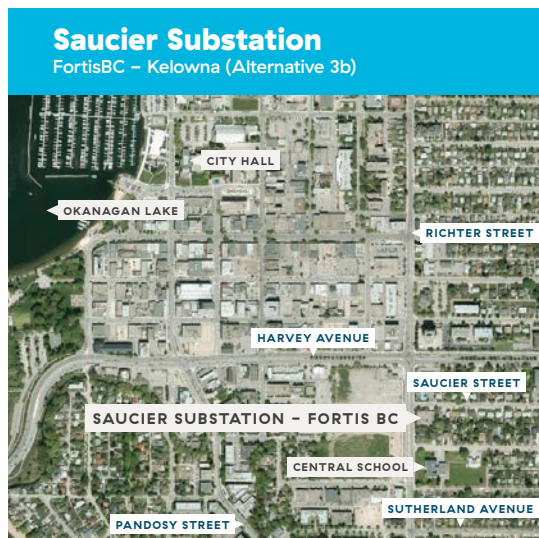 Saucier Substation
FortisBC – Kelowna (Alternative 3b)
CITY HALL
OKANAGAN LAKE
RICHTER STREET
HARVEY AVENUE
SAUCIER STREET
SAUCIER SUBSTATION – FORTIS BC
CENTRAL SCHOOL
SUTHERLAND AVENUE
PANDOSY STREET